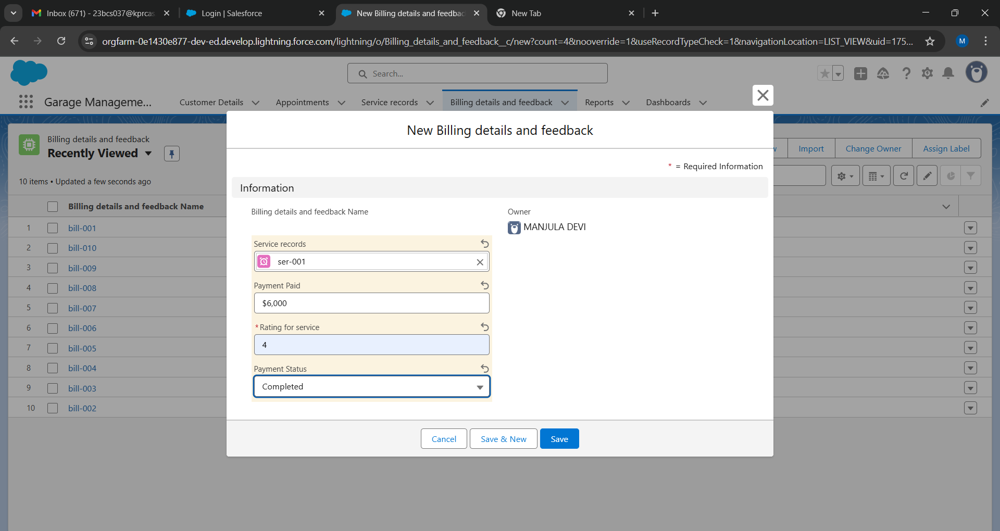 Inbox (671) - 23bcs037@kprcas
Login | Salesforce
New Billing details and feedbac
New Tab
orgfarm-0e1430e877-dev-ed.develop.lightning.force.com/lightning/o/Billing_details_and_feedback__c/new?count=4&nooverride=1&useRecordTypeCheck=1&navigationLocation=LIST_VIEW&uid=175...
M
Search...
Garage Manageme...
Customer Details
Appointments
Service records
Billing details and feedback
Reports
Dashboards
Billing details and feedback
Recently Viewed
Import
Change Owner
Assign Label
10 items • Updated a few seconds ago
Billing details and feedback Name
1 bill-001
2 bill-010
3 bill-009
4 bill-008
5 bill-007
6 bill-006
7 bill-005
8 bill-004
9 bill-003
10 bill-002
New Billing details and feedback
* = Required Information
Information
Billing details and feedback Name
Owner
MANJULA DEVI
Service records
ser-001
Payment Paid
$6,000
*Rating for service
4
Payment Status
Completed
Cancel
Save & New
Save